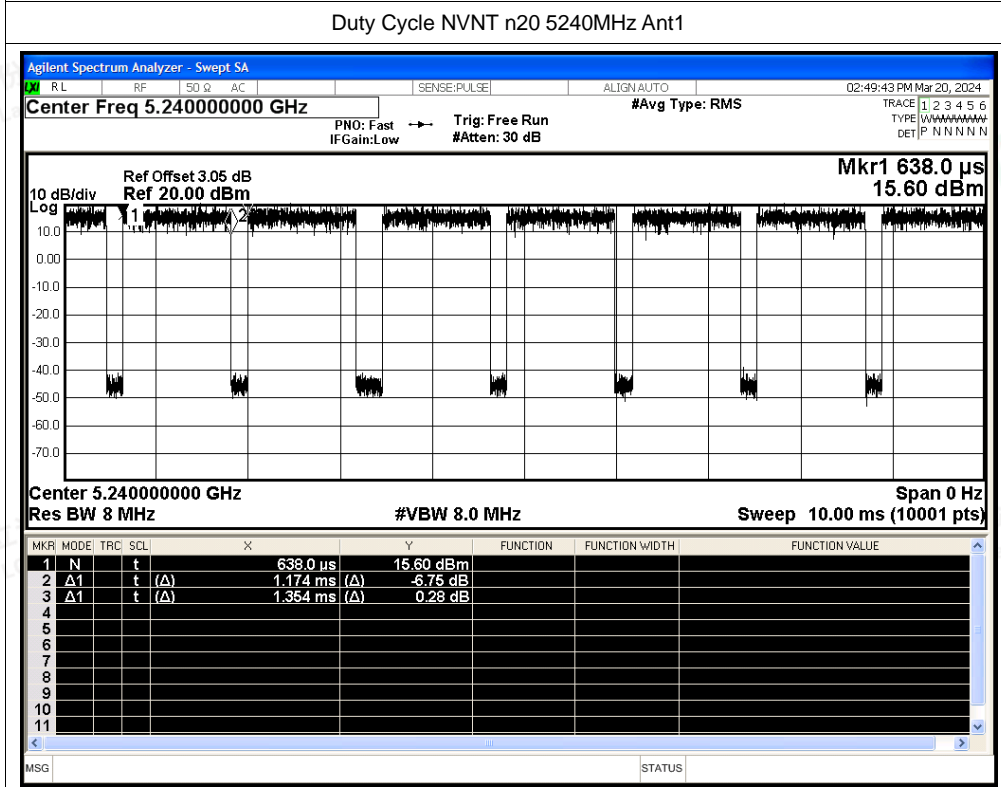 Duty Cycle NVNT n20 5240MHz Ant1
Agilent Spectrum Analyzer - Swept SA
LXI RL RF 50 Ω AC SENSE:PULSE ALIGN AUTO 02:49:43 PM Mar 20, 2024
Center Freq 5.240000000 GHz #Avg Type: RMS TRACE 1 2 3 4 5 6
PNO: Fast Trig: Free Run TYPE WWWWWW
IFGain:Low #Atten: 30 dB DET P N N N N N
Mkr1 638.0 µs
Ref Offset 3.05 dB
10 dB/div Ref 20.00 dBm 15.60 dBm
Log
1 2
10.0
0.00
-10.0
-20.0
-30.0
-40.0
-50.0
-60.0
-70.0
Center 5.240000000 GHz Span 0 Hz
Res BW 8 MHz #VBW 8.0 MHz Sweep 10.00 ms (10001 pts)
MKR MODE TRC SCL X Y FUNCTION FUNCTION WIDTH FUNCTION VALUE
1 N t 638.0 µs 15.60 dBm
2 Δ1 t (Δ) 1.174 ms (Δ) -6.75 dB
3 Δ1 t (Δ) 1.354 ms (Δ) 0.28 dB
4
5
6
7
8
9
10
11
MSG STATUS